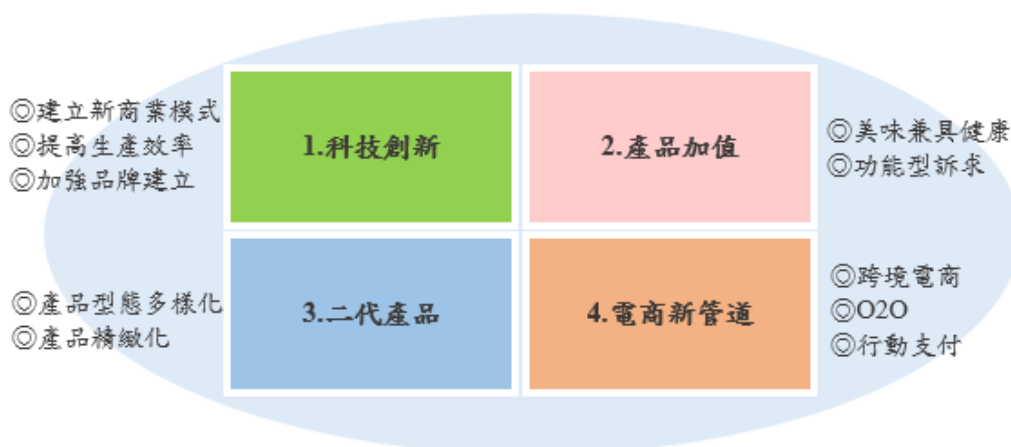 ◎建立新商業模式
◎提高生產效率
◎加強品牌建立
1.科技創新
2.產品加值
◎美味兼具健康
◎功能型訴求
◎產品型態多樣化
◎產品精緻化
3.二代產品
4.電商新管道
◎跨境電商
◎O2O
◎行動支付